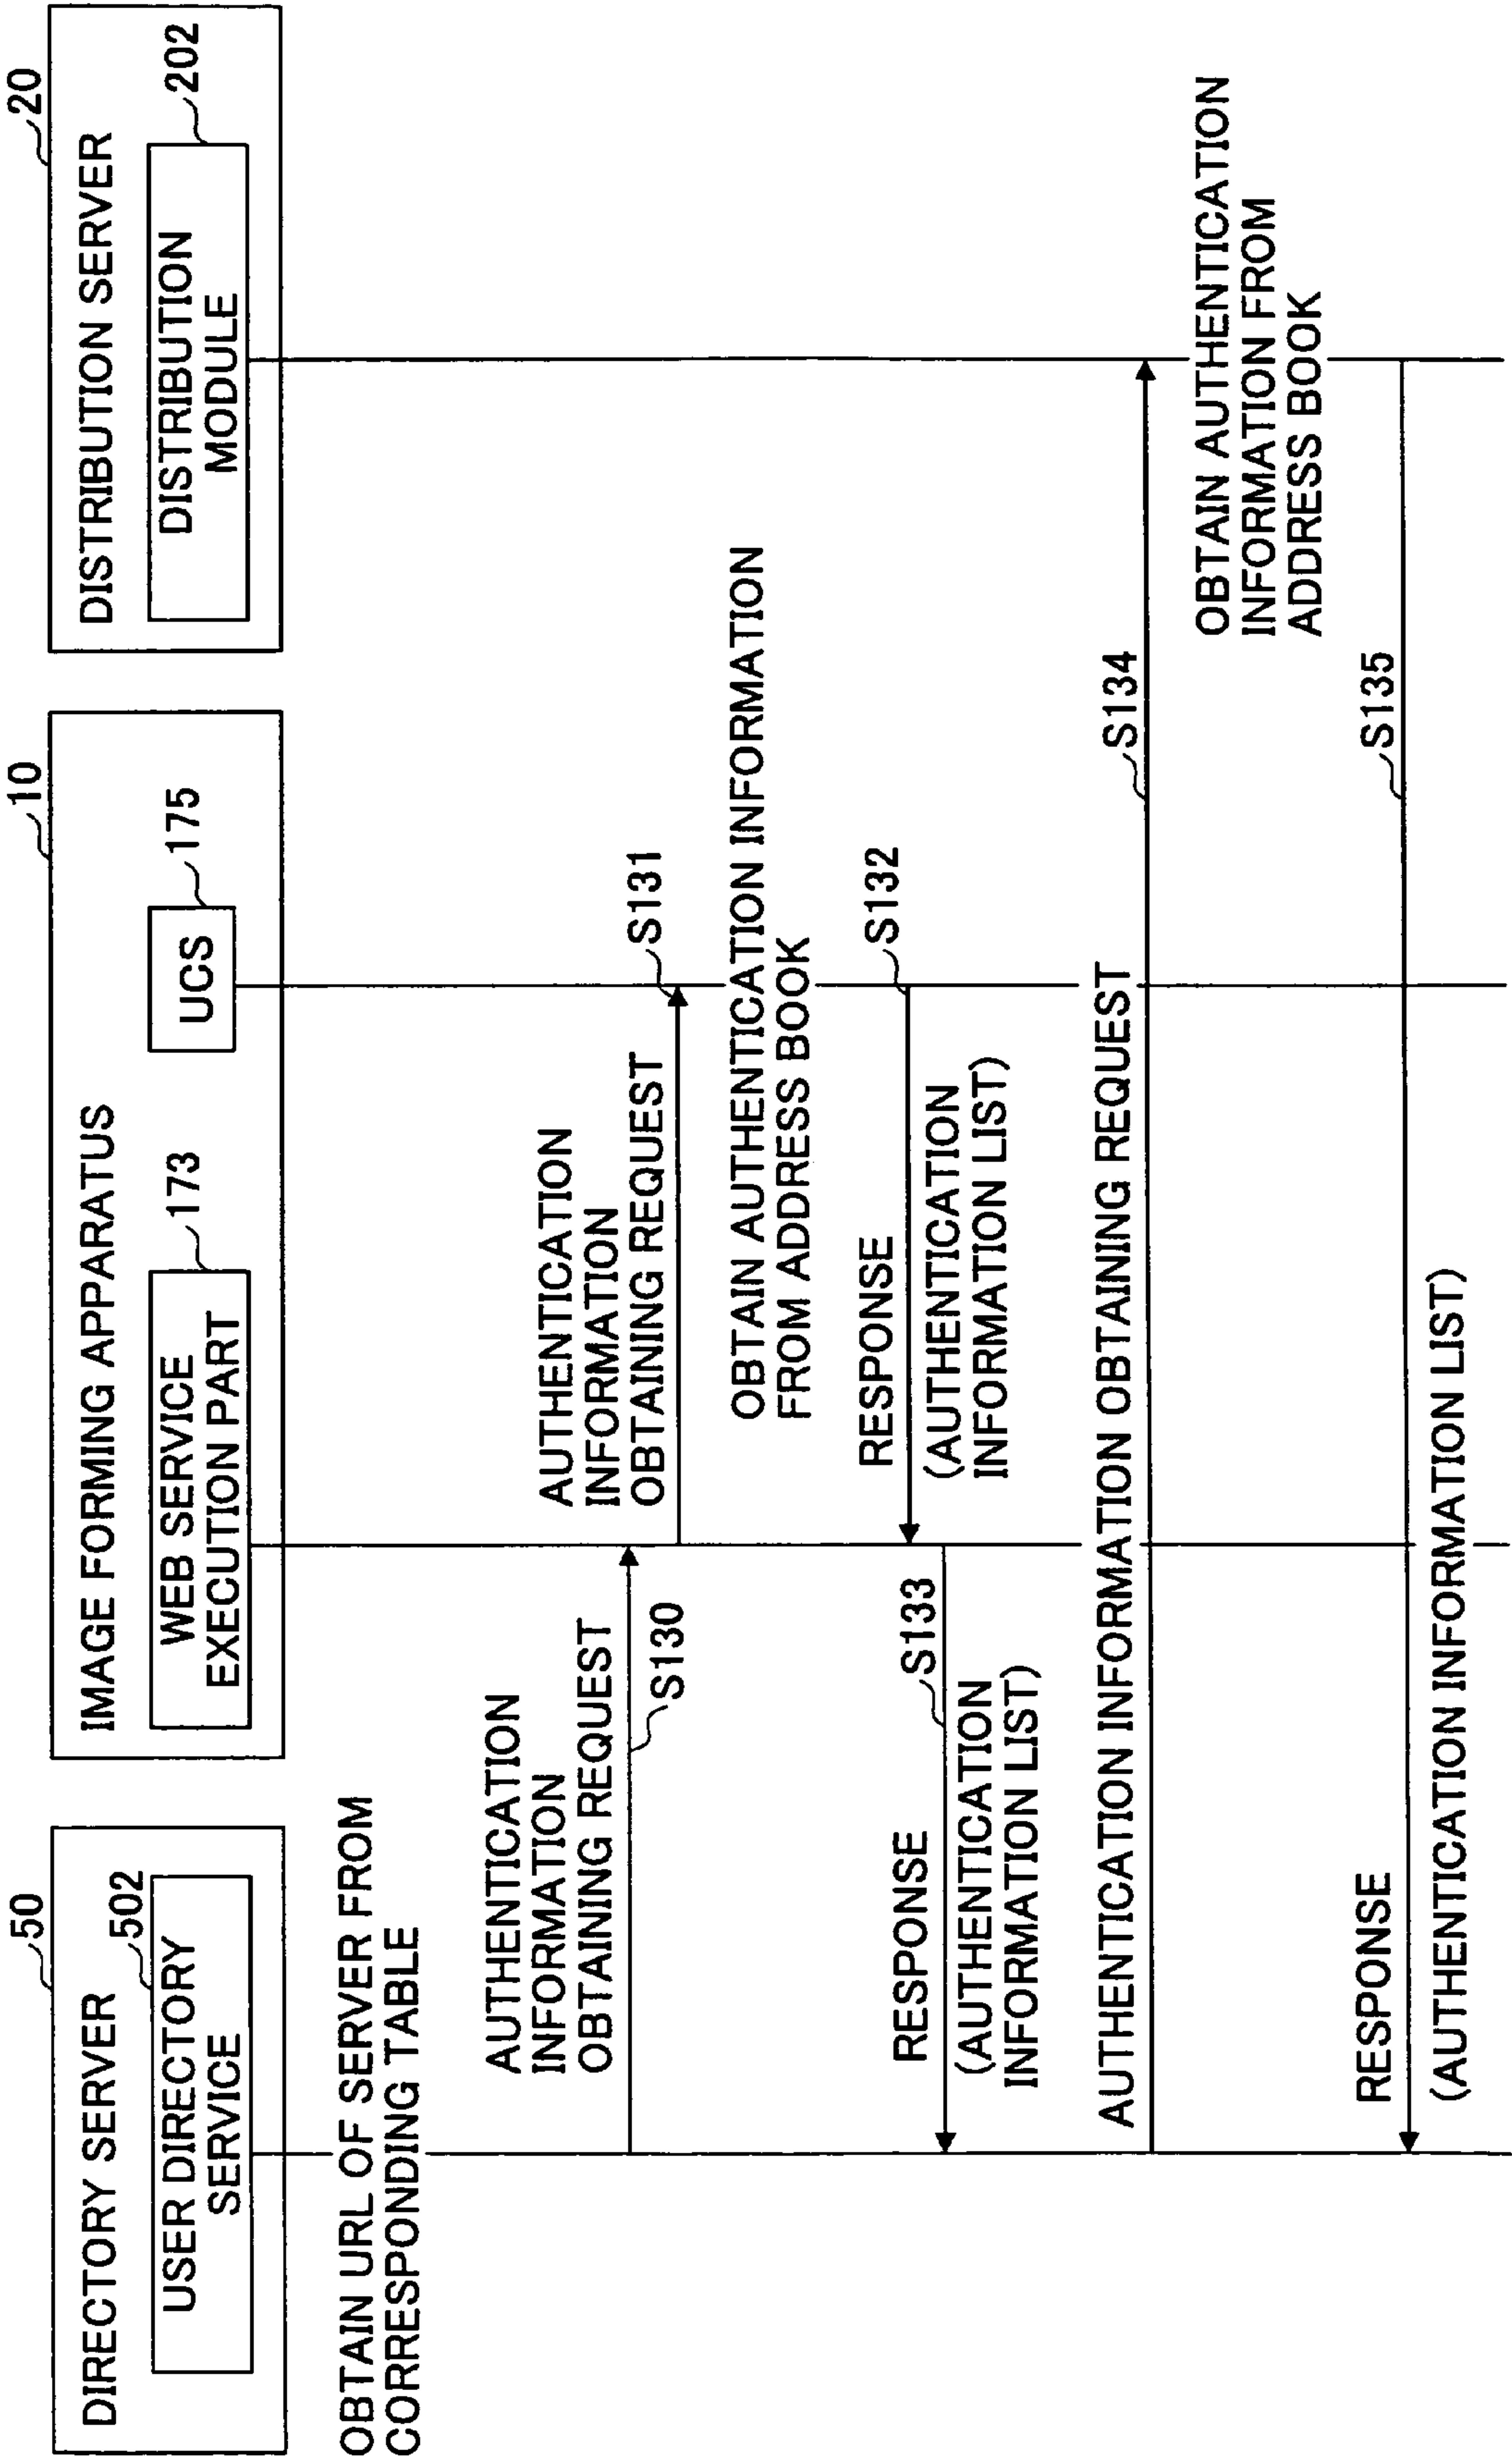 50
DIRECTORY SERVER
502
USER DIRECTORY
SERVICE
10
IMAGE FORMING APPARATUS
173
WEB SERVICE
EXECUTION PART
175
UCS
20
DISTRIBUTION SERVER
202
DISTRIBUTION
MODULE
OBTAIN URL OF SERVER FROM
CORRESPONDING TABLE
AUTHENTICATION
INFORMATION
OBTAINING REQUEST
S130
AUTHENTICATION
INFORMATION
OBTAINING REQUEST
S131
OBTAIN AUTHENTICATION INFORMATION
FROM ADDRESS BOOK
RESPONSE
S132
(AUTHENTICATION
INFORMATION LIST)
RESPONSE
S133
(AUTHENTICATION
INFORMATION LIST)
AUTHENTICATION INFORMATION OBTAINING REQUEST
S134
OBTAIN AUTHENTICATION
INFORMATION FROM
ADDRESS BOOK
RESPONSE
S135
(AUTHENTICATION INFORMATION LIST)